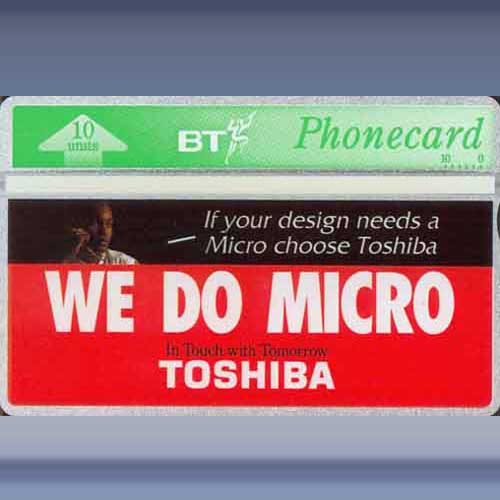 10
units
BT
Phonecard
10 0
If your design needs a
Micro choose Toshiba
WE DO MICRO
In Touch with Tomorrow
TOSHIBA